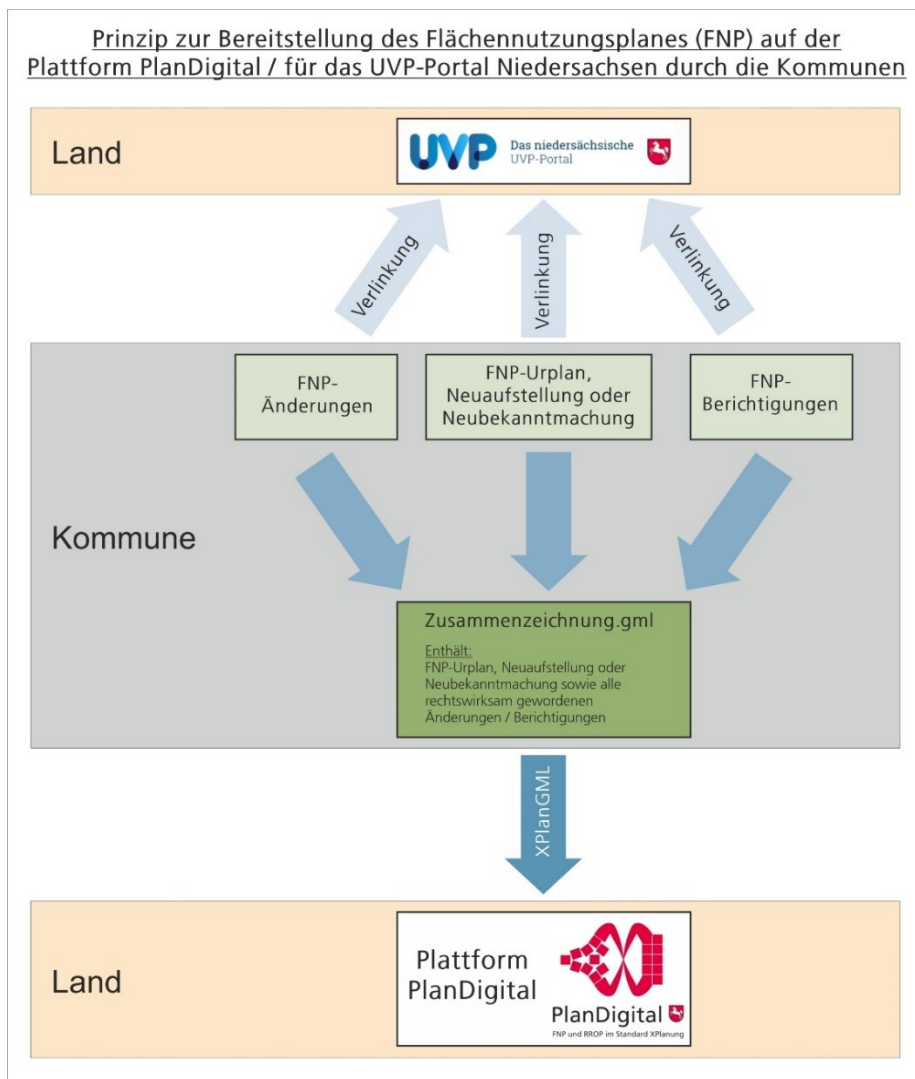 Prinzip zur Bereitstellung des Flächennutzungsplanes (FNP) auf der
Plattform PlanDigital / für das UVP-Portal Niedersachsen durch die Kommunen
Land
UVP
Das niedersächsische
UVP-Portal
Verlinkung
Verlinkung
Verlinkung
Kommune
FNP-
Änderungen
FNP-Urplan,
Neuaufstellung oder
Neubekanntmachung
FNP-
Berichtigungen
Zusammenzeichnung.gml
Enthält:
FNP-Urplan, Neuaufstellung oder
Neubekanntmachung sowie alle
rechtswirksam gewordenen
Änderungen / Berichtigungen
XPlanGML
Land
Plattform
PlanDigital
PlanDigital
FNP und RROP im Standard XPlanung